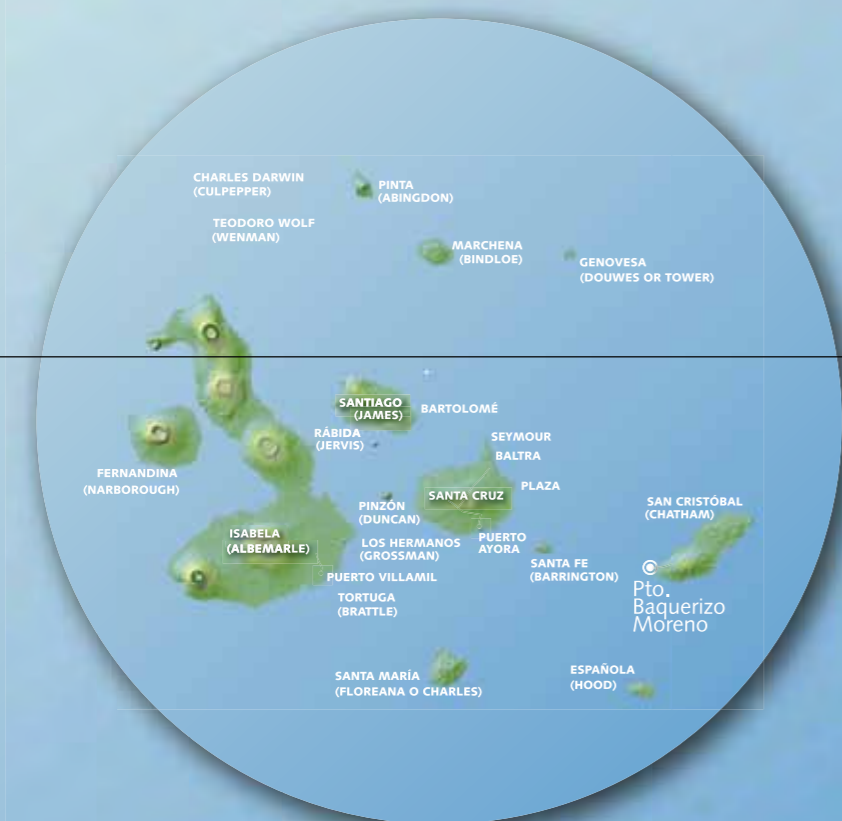 CHARLES DARWIN
(CULPEPPER)
PINTA
(ABINGDON)
TEODORO WOLF
(WENMAN)
MARCHENA
(BINDLOE)
GENOVESA
(DOUWES OR TOWER)
SANTIAGO
(JAMES)
BARTOLOMÉ
RÁBIDA
(JERVIS)
SEYMOUR
BALTRA
FERNANDINA
(NARBOROUGH)
PLAZA
SANTA CRUZ
PINZÓN
(DUNCAN)
SAN CRISTÓBAL
(CHATHAM)
ISABELA
(ALBEMARLE)
LOS HERMANOS
(GROSSMAN)
PUERTO
AYORA
SANTA FE
(BARRINGTON)
PUERTO VILLAMIL
TORTUGA
(BRATTLE)
Pto.
Baquerizo
Moreno
SANTA MARÍA
(FLOREANA O CHARLES)
ESPAÑOLA
(HOOD)